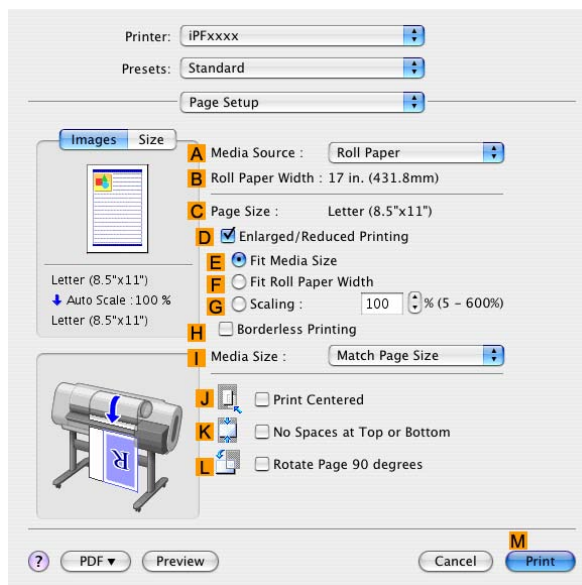 Printer: iPFxxxx
Presets: Standard
Page Setup
Images Size
A Media Source : Roll Paper
B Roll Paper Width : 17 in. (431.8mm)
C Page Size : Letter (8.5"x11")
D Enlarged/Reduced Printing
E Fit Media Size
F Fit Roll Paper Width
G Scaling : 100 % (5 - 600%)
H Borderless Printing
I Media Size : Match Page Size
Letter (8.5"x11")
Auto Scale :100 %
Letter (8.5"x11")
J Print Centered
K No Spaces at Top or Bottom
L Rotate Page 90 degrees
R
M
? PDF▼ Preview Cancel Print